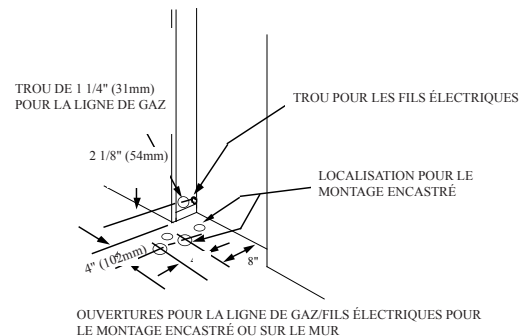 TROU DE 1 1/4" (31mm)
POUR LA LIGNE DE GAZ
TROU POUR LES FILS ÉLECTRIQUES
2 1/8" (54mm)
LOCALISATION POUR LE
MONTAGE ENCASTRÉ
4" (102mm)
8"
OUVERTURES POUR LA LIGNE DE GAZ/FILS ÉLECTRIQUES POUR
LE MONTAGE ENCASTRÉ OU SUR LE MUR